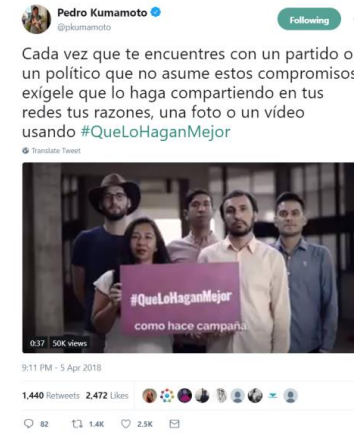 Pedro Kumamoto
@pkumamoto
Following
Cada vez que te encuentres con un partido o
un político que no asume estos compromisos
exígele que lo haga compartiendo en tus
redes tus razones, una foto o un vídeo
usando #QueLoHaganMejor
Translate Tweet
#QueLoHaganMejor
como hace campaña.
0:37 50K views
9:11 PM - 5 Apr 2018
1,440 Retweets 2,472 Likes
82 1.4K 2.5K